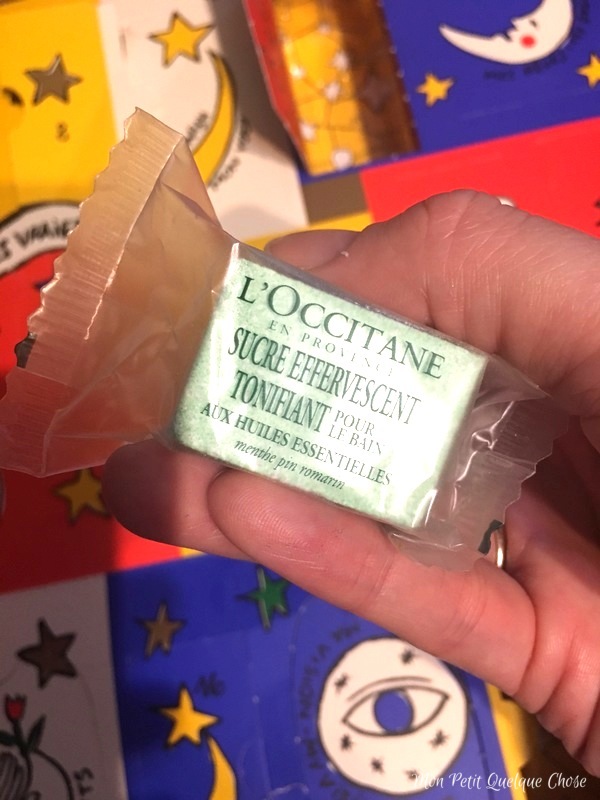 L'OCCITANE
EN PROVENCE
SUCRE EFFERVESCENT
TONIFIANT POUR
LE BAIN
AUX HUILES ESSENTIELLES
menthe pin romarin
8
Mon Petit Quelque Chose